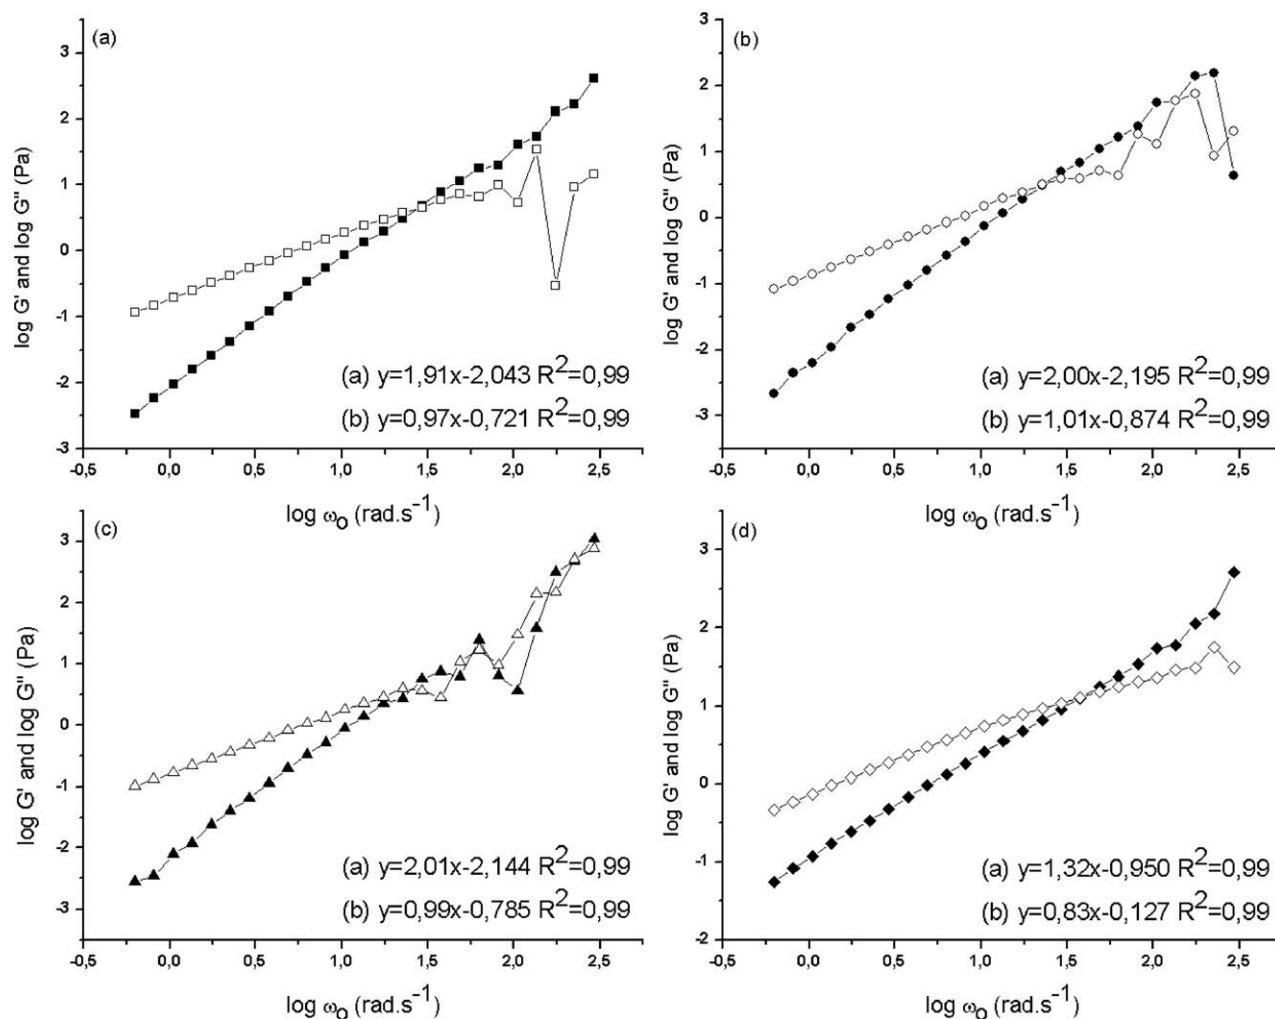 (a)
log G' and log G" (Pa)
3
2
1
0
-1
-2
-3
(a) y=1,91x-2,043 R²=0,99
(b) y=0,97x-0,721 R²=0,99
-0,5 0,0 0,5 1,0 1,5 2,0 2,5
log ωo (rad.s⁻¹)
(b)
log G' and log G" (Pa)
3
2
1
0
-1
-2
-3
(a) y=2,00x-2,195 R²=0,99
(b) y=1,01x-0,874 R²=0,99
-0,5 0,0 0,5 1,0 1,5 2,0 2,5
log ωo (rad.s⁻¹)
(c)
log G' and log G" (Pa)
3
2
1
0
-1
-2
-3
(a) y=2,01x-2,144 R²=0,99
(b) y=0,99x-0,785 R²=0,99
-0,5 0,0 0,5 1,0 1,5 2,0 2,5
log ωo (rad.s⁻¹)
(d)
log G' and log G" (Pa)
3
2
1
0
-1
-2
(a) y=1,32x-0,950 R²=0,99
(b) y=0,83x-0,127 R²=0,99
-0,5 0,0 0,5 1,0 1,5 2,0 2,5
log ωo (rad.s⁻¹)